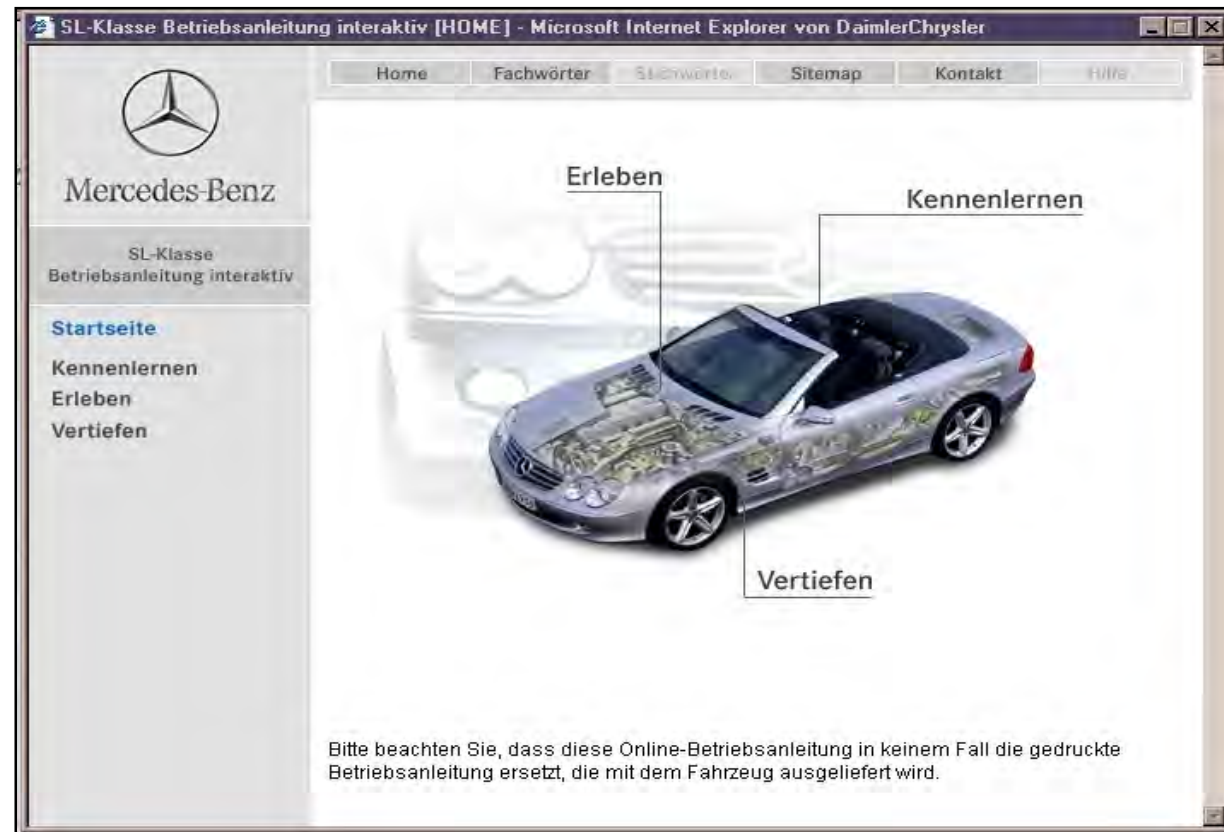 SL-Klasse Betriebsanleitung interaktiv [HOME] - Microsoft Internet Explorer von DaimlerChrysler
Home Fachwörter Stichwörter Sitemap Kontakt Hilfe
Mercedes-Benz
SL-Klasse
Betriebsanleitung interaktiv
Startseite
Kennenlernen
Erleben
Vertiefen
Erleben
Kennenlernen
Vertiefen
Bitte beachten Sie, dass diese Online-Betriebsanleitung in keinem Fall die gedruckte
Betriebsanleitung ersetzt, die mit dem Fahrzeug ausgeliefert wird.